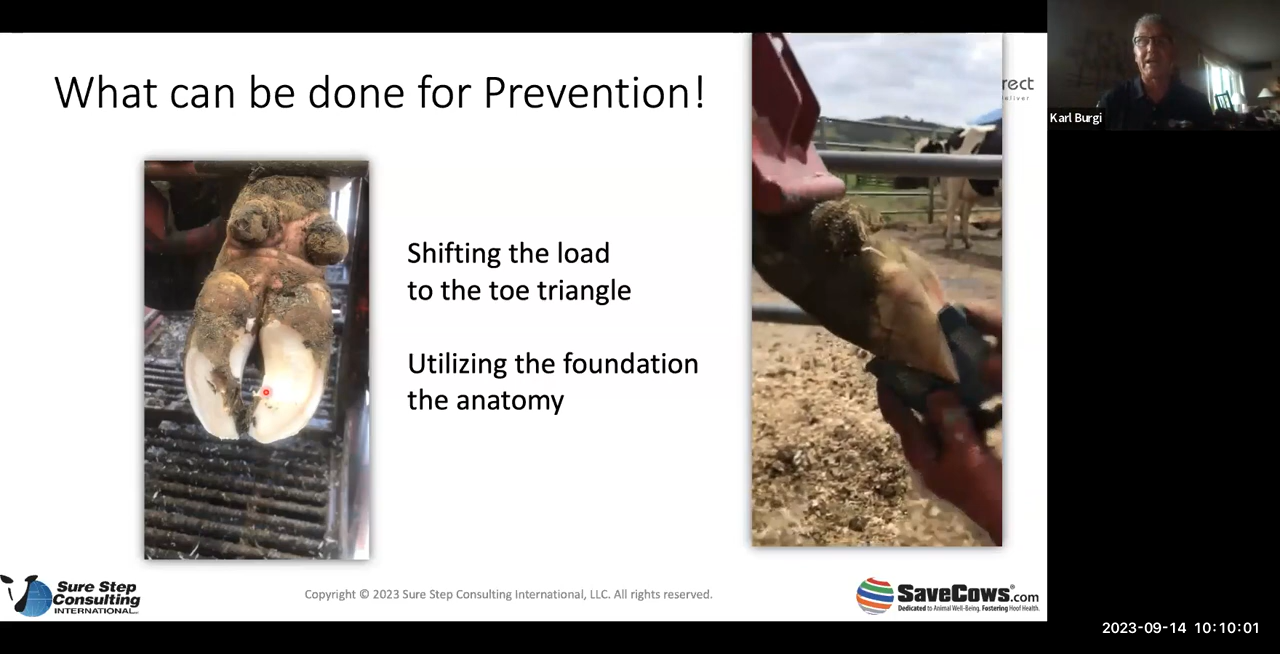 What can be done for Prevention!
rect
eliver
Karl Burgi
Shifting the load
to the toe triangle
Utilizing the foundation
the anatomy
Sure Step
Consulting
INTERNATIONAL
Copyright © 2023 Sure Step Consulting International, LLC. All rights reserved.
SaveCows.com
Dedicated to Animal Well-Being. Fostering Hoof Health.
2023-09-14 10:10:01